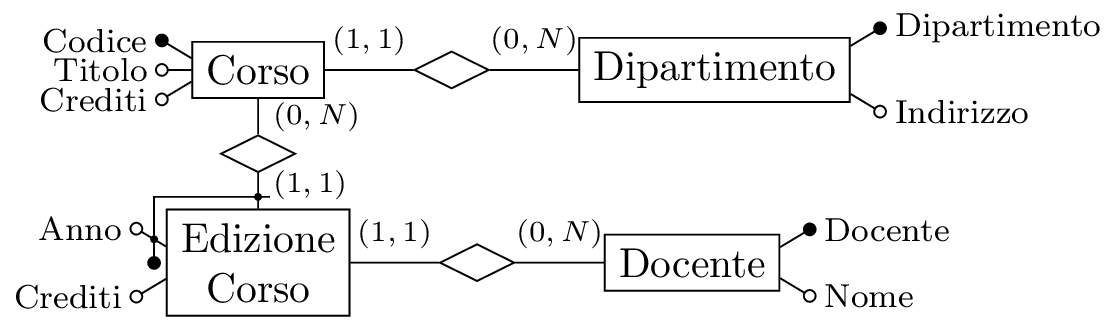 Codice
Titolo
Crediti
Corso
(1, 1)
(0, N)
Dipartimento
Dipartimento
Indirizzo
(0, N)
(1, 1)
Anno
Crediti
Edizione
Corso
(1, 1)
(0, N)
Docente
Docente
Nome